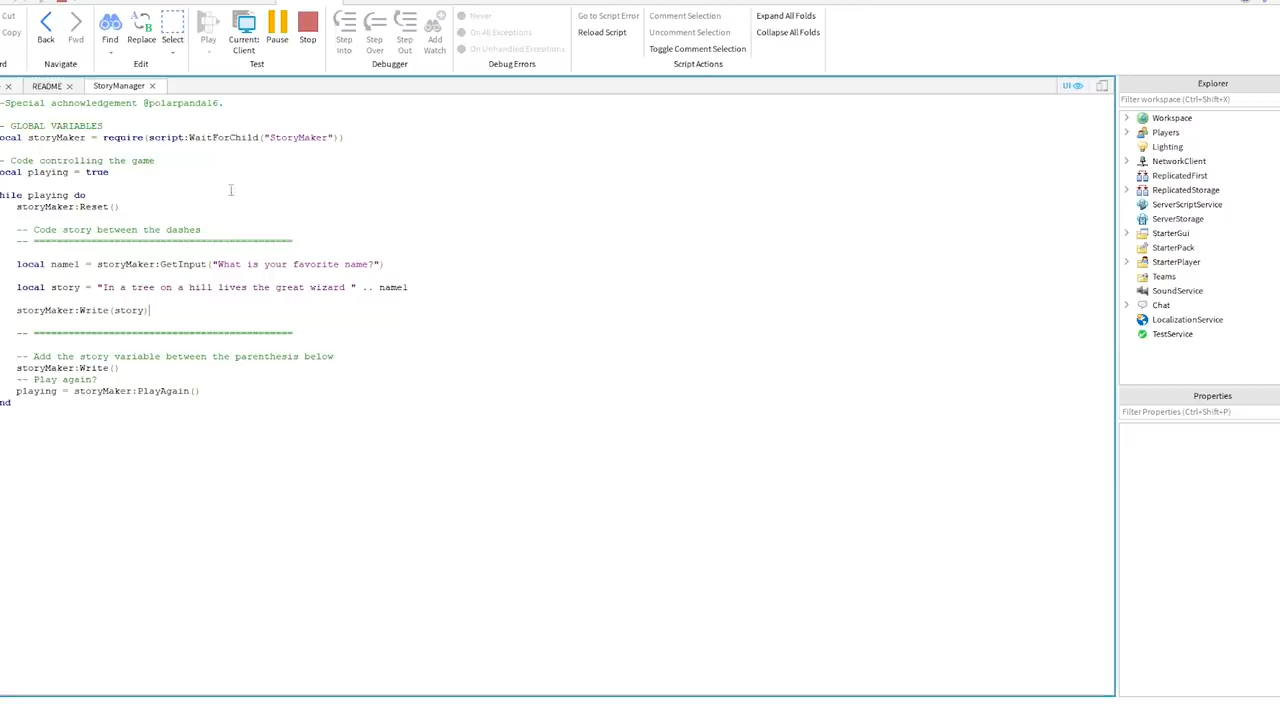 Cut
Copy
rd
Back
Fwd
Navigate
Find
Replace
Select
Edit
Play
Current:
Client
Pause
Stop
Test
Step
Into
Step
Over
Step
Out
Add
Watch
Debugger
Never
On All Exceptions
On Unhandled Exceptions
Debug Errors
Go to Script Error
Reload Script
Comment Selection
Uncomment Selection
Toggle Comment Selection
Script Actions
Expand All Folds
Collapse All Folds
README
StoryManager
UI
-Special achnowledgement @polarpanda16.
- GLOBAL VARIABLES
ocal storyMaker = require(script:WaitForChild("StoryMaker"))
- Code controlling the game
ocal playing = true
hile playing do
storyMaker:Reset()
-- Code story between the dashes
-- =============================================
local name1 = storyMaker:GetInput("What is your favorite name?")
local story = "In a tree on a hill lives the great wizard " .. name1
storyMaker:Write(story)
-- =============================================
-- Add the story variable between the parenthesis below
storyMaker:Write()
-- Play again?
playing = storyMaker:PlayAgain()
nd
Explorer
Filter workspace (Ctrl+Shift+X)
Workspace
Players
Lighting
NetworkClient
ReplicatedFirst
ReplicatedStorage
ServerScriptService
ServerStorage
StarterGui
StarterPack
StarterPlayer
Teams
SoundService
Chat
LocalizationService
TestService
Properties
Filter Properties (Ctrl+Shift+P)